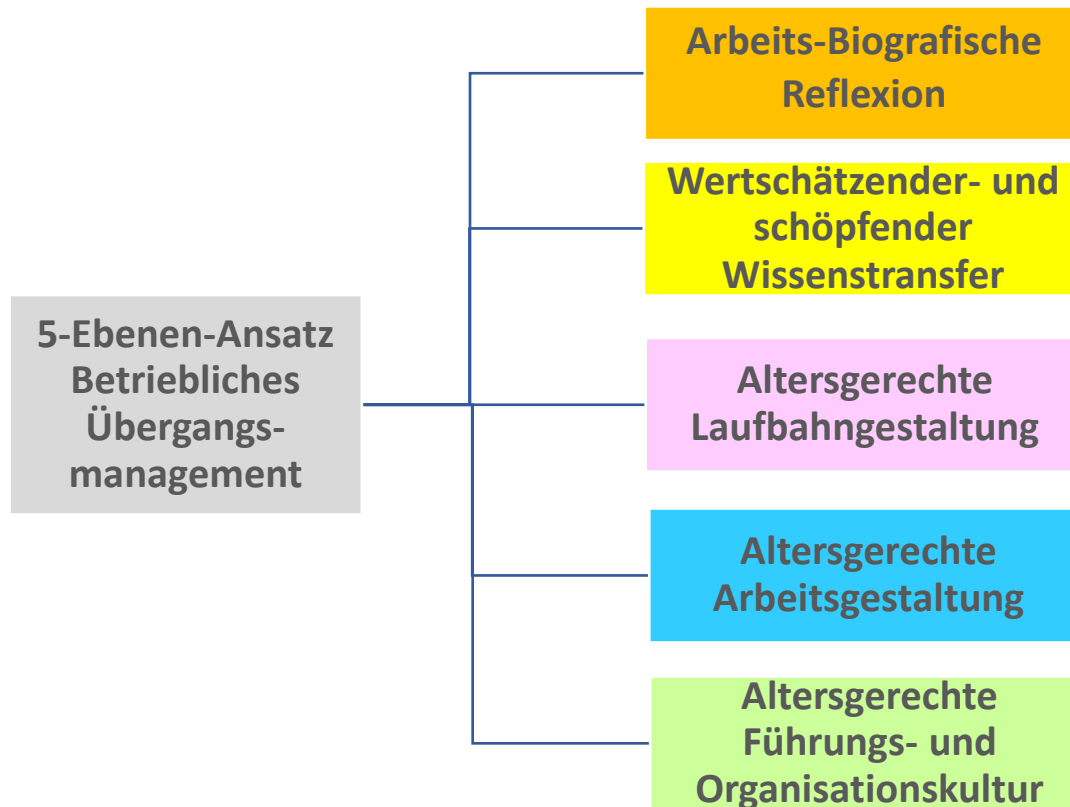 5-Ebenen-Ansatz
Betriebliches
Übergangs-
management
Arbeits-Biografische
Reflexion
Wertschätzender- und
schöpfender
Wissenstransfer
Altersgerechte
Laufbahngestaltung
Altersgerechte
Arbeitsgestaltung
Altersgerechte
Führungs- und
Organisationskultur